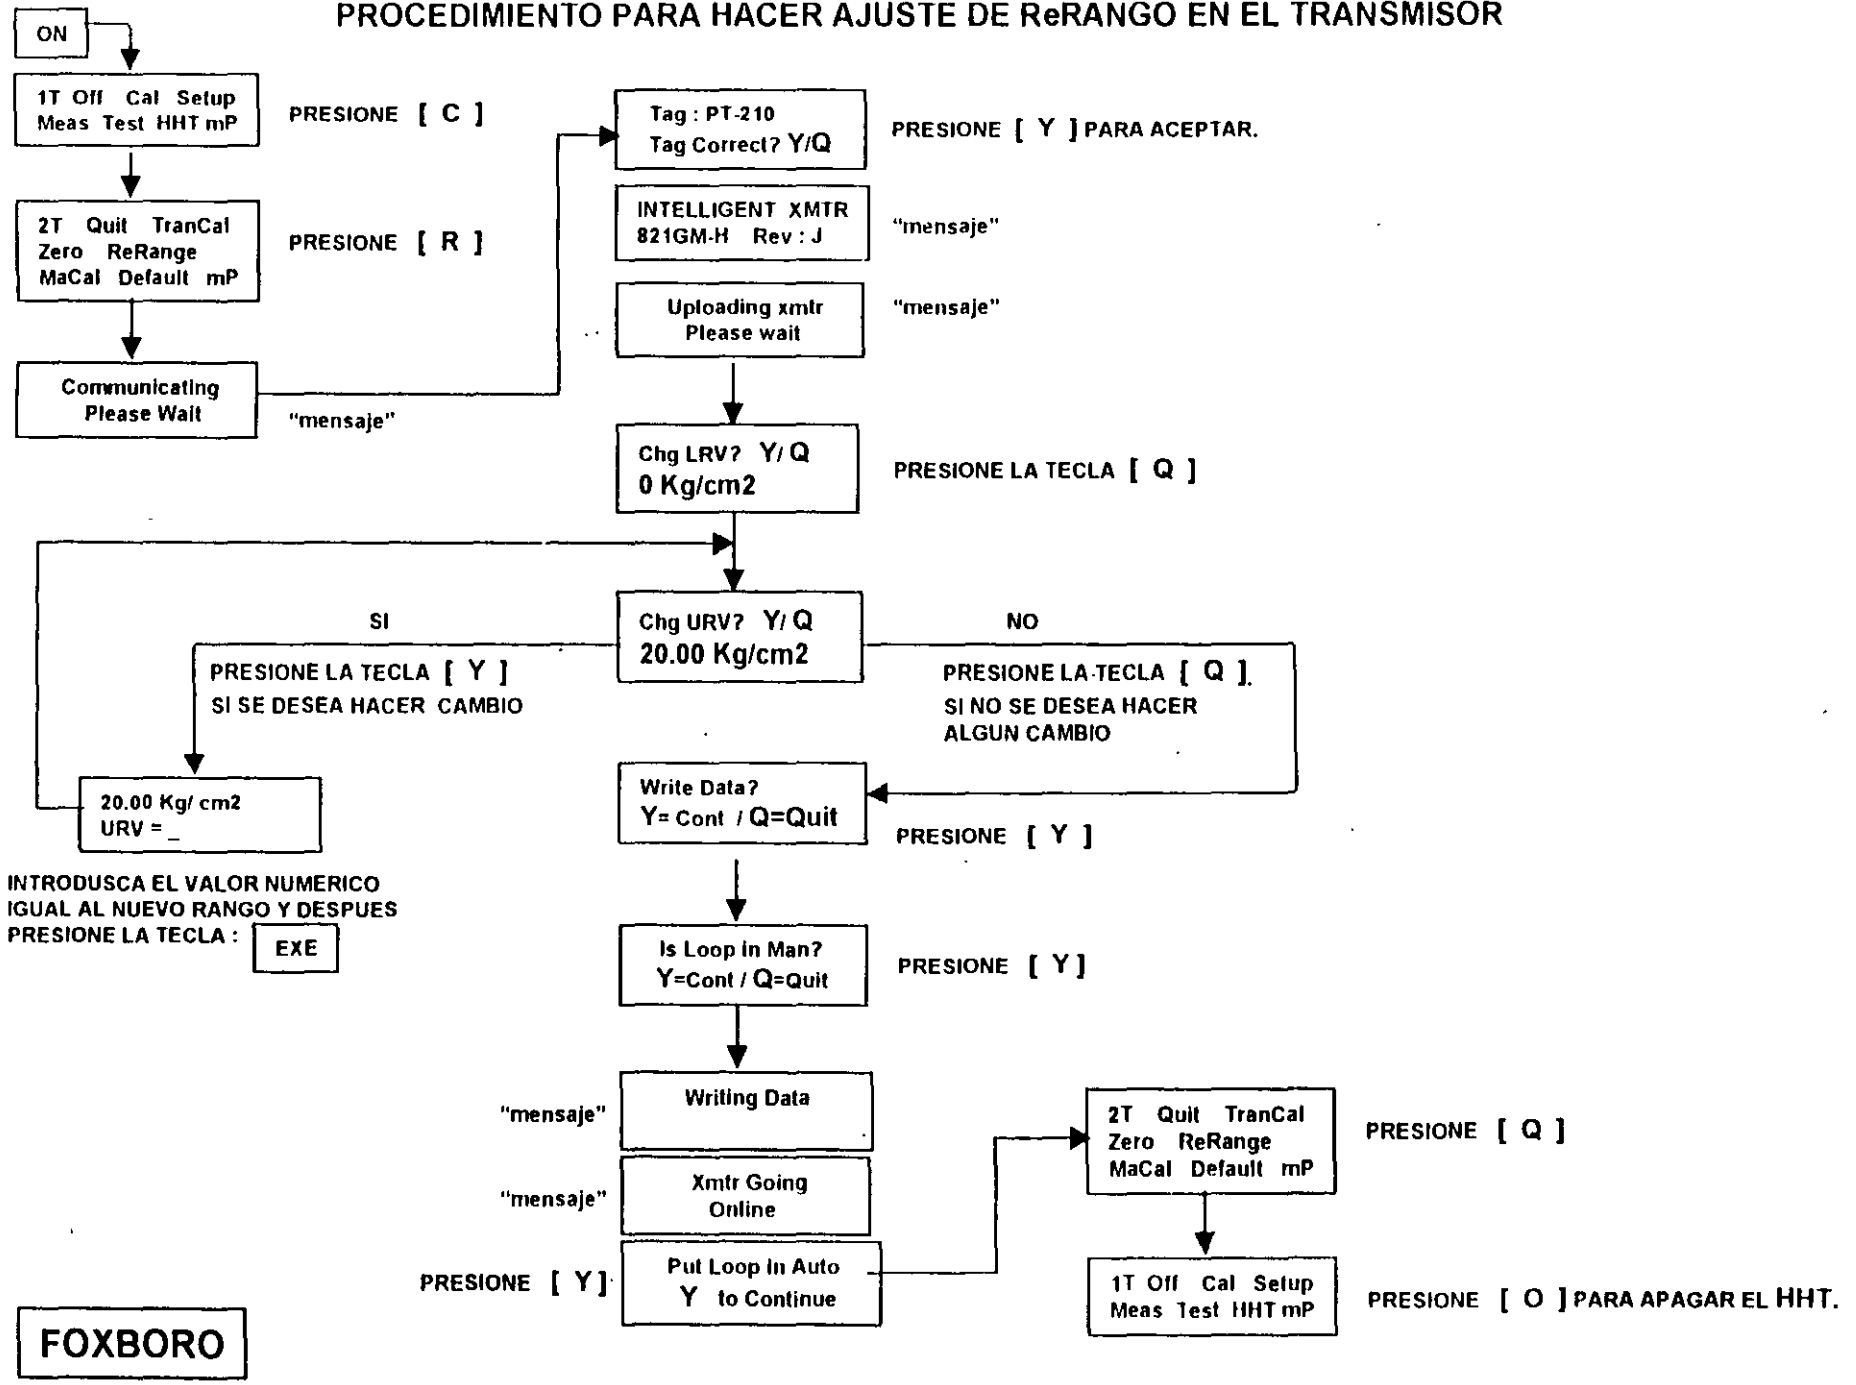 PROCEDIMIENTO PARA HACER AJUSTE DE ReRANGO EN EL TRANSMISOR
ON
1T Off Cal Setup
Meas Test HHT mP
PRESIONE [ C ]
2T Quit TranCal
Zero ReRange
MaCal Default mP
PRESIONE [ R ]
Communicating
Please Wait
"mensaje"
Tag : PT-210
Tag Correct? Y/Q
PRESIONE [ Y ] PARA ACEPTAR.
INTELLIGENT XMTR
821GM-H Rev : J
"mensaje"
Uploading xmtr
Please wait
"mensaje"
Chg LRV? Y/ Q
0 Kg/cm2
PRESIONE LA TECLA [ Q ]
Chg URV? Y/ Q
20.00 Kg/cm2
SI
PRESIONE LA TECLA [ Y ]
SI SE DESEA HACER CAMBIO
NO
PRESIONE LA TECLA [ Q ].
SI NO SE DESEA HACER
ALGUN CAMBIO
20.00 Kg/ cm2
URV = _
INTRODUSCA EL VALOR NUMERICO
IGUAL AL NUEVO RANGO Y DESPUES
PRESIONE LA TECLA :
EXE
Write Data?
Y= Cont / Q=Quit
PRESIONE [ Y ]
Is Loop in Man?
Y=Cont / Q=Quit
PRESIONE [ Y ]
Writing Data
"mensaje"
Xmtr Going
Online
"mensaje"
Put Loop in Auto
Y to Continue
PRESIONE [ Y ]
2T Quit TranCal
Zero ReRange
MaCal Default mP
PRESIONE [ Q ]
1T Off Cal Setup
Meas Test HHT mP
PRESIONE [ O ] PARA APAGAR EL HHT.
FOXBORO